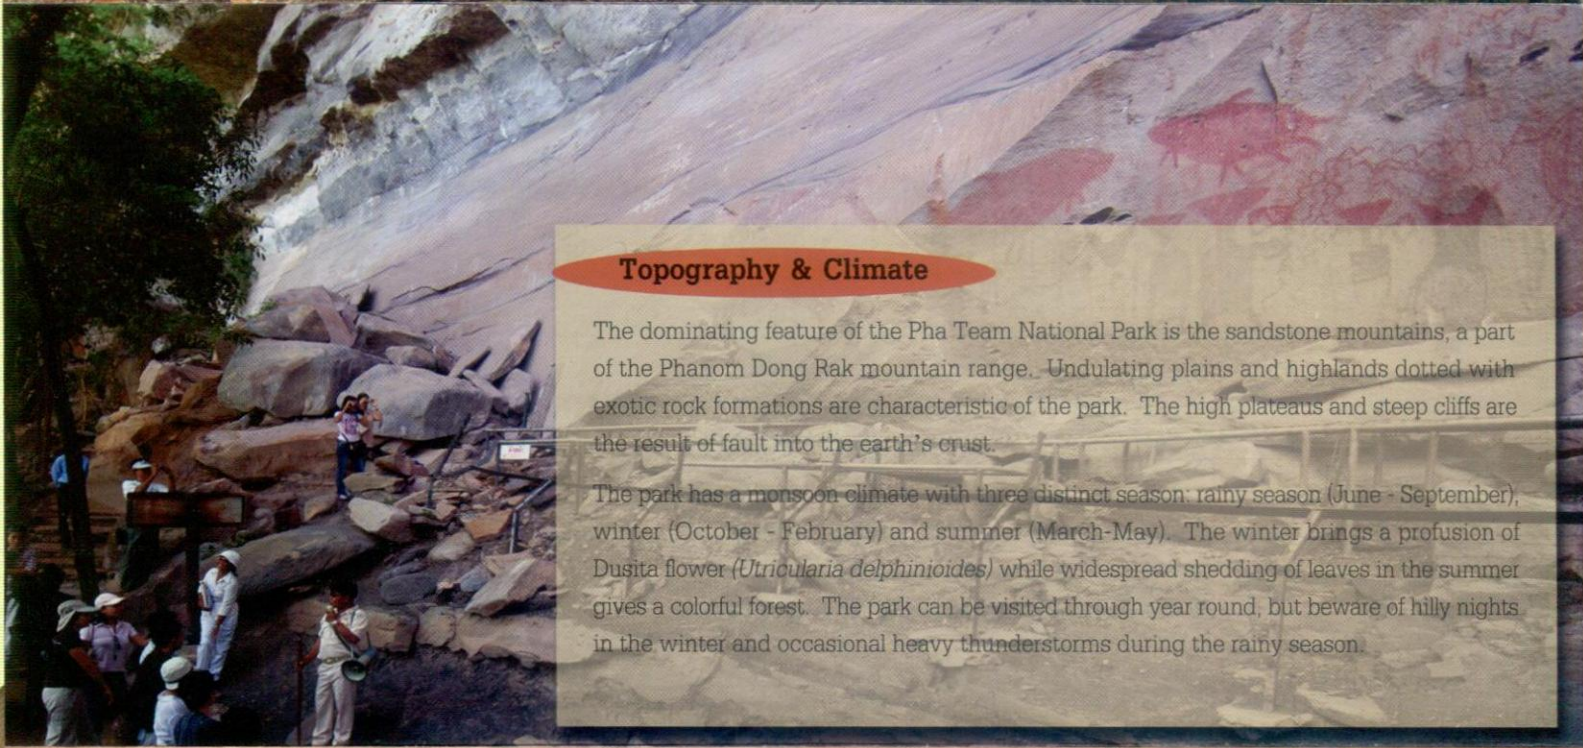 Topography & Climate
The dominating feature of the Pha Team National Park is the sandstone mountains, a part
of the Phanom Dong Rak mountain range. Undulating plains and highlands dotted with
exotic rock formations are characteristic of the park. The high plateaus and steep cliffs are
the result of fault into the earth's crust.
The park has a monsoon climate with three distinct season: rainy season (June - September),
winter (October - February) and summer (March-May). The winter brings a profusion of
Dusita flower (Utricularia delphinioides) while widespread shedding of leaves in the summer
gives a colorful forest. The park can be visited through year round, but beware of hilly nights
in the winter and occasional heavy thunderstorms during the rainy season.